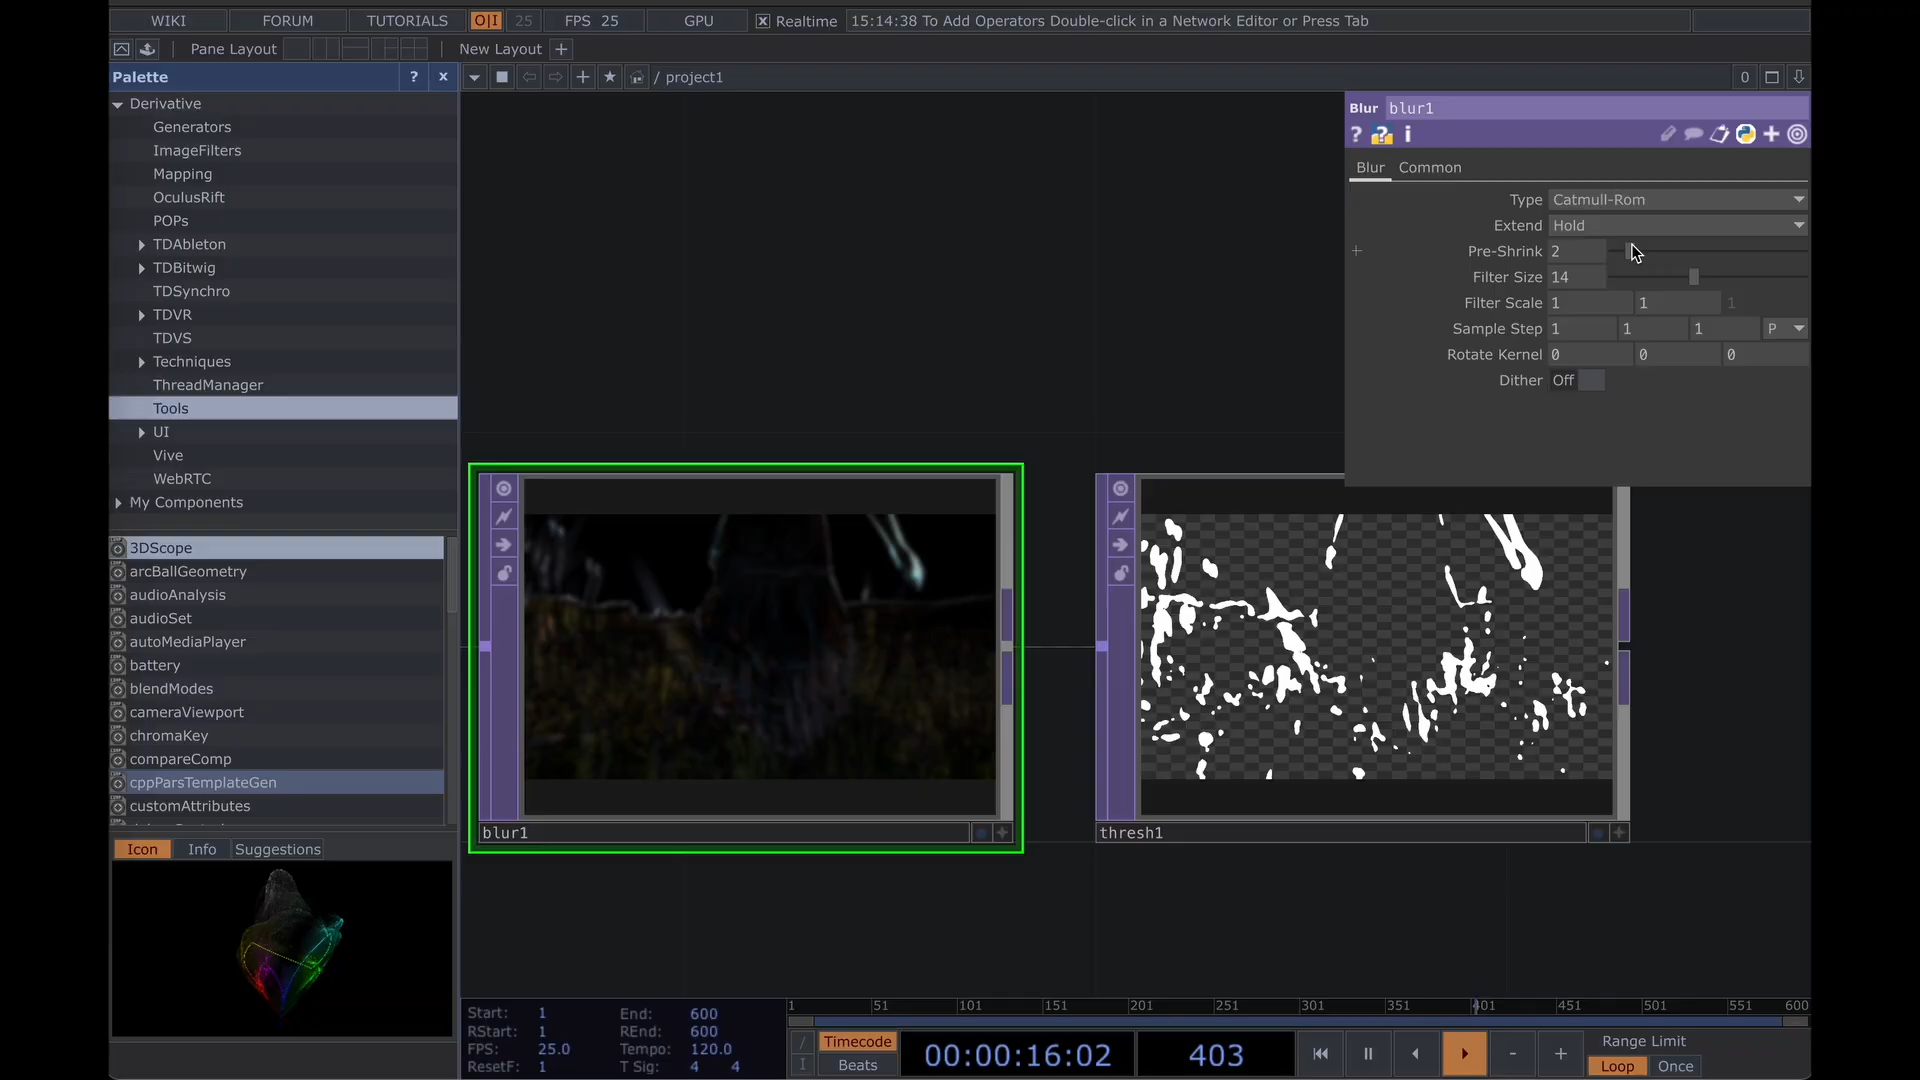 WIKI FORUM TUTORIALS O|I 25 FPS 25 GPU Realtime 15:14:38 To Add Operators Double-click in a Network Editor or Press Tab
Pane Layout New Layout +
Palette ? x
/ project1 0
Derivative
Generators
ImageFilters
Mapping
OculusRift
POPs
TDAbleton
TDBitwig
TDSynchro
TDVR
TDVS
Techniques
ThreadManager
Tools
UI
Vive
WebRTC
My Components
3DScope
arcBallGeometry
audioAnalysis
audioSet
autoMediaPlayer
battery
blendModes
cameraViewport
chromaKey
compareComp
cppParsTemplateGen
customAttributes
Icon Info Suggestions
Blur blur1
? ? i
Blur Common
Type Catmull-Rom
Extend Hold
+ Pre-Shrink 2
Filter Size 14
Filter Scale 1 1 1
Sample Step 1 1 1 P
Rotate Kernel 0 0 0
Dither Off
blur1
thresh1
Start: 1 End: 600
RStart: 1 REnd: 600
FPS: 25.0 Tempo: 120.0
ResetF: 1 T Sig: 4 4
1 51 101 151 201 251 301 351 401 451 501 551 600
/ Timecode
I Beats
00:00:16:02 403
- +
Range Limit
Loop Once